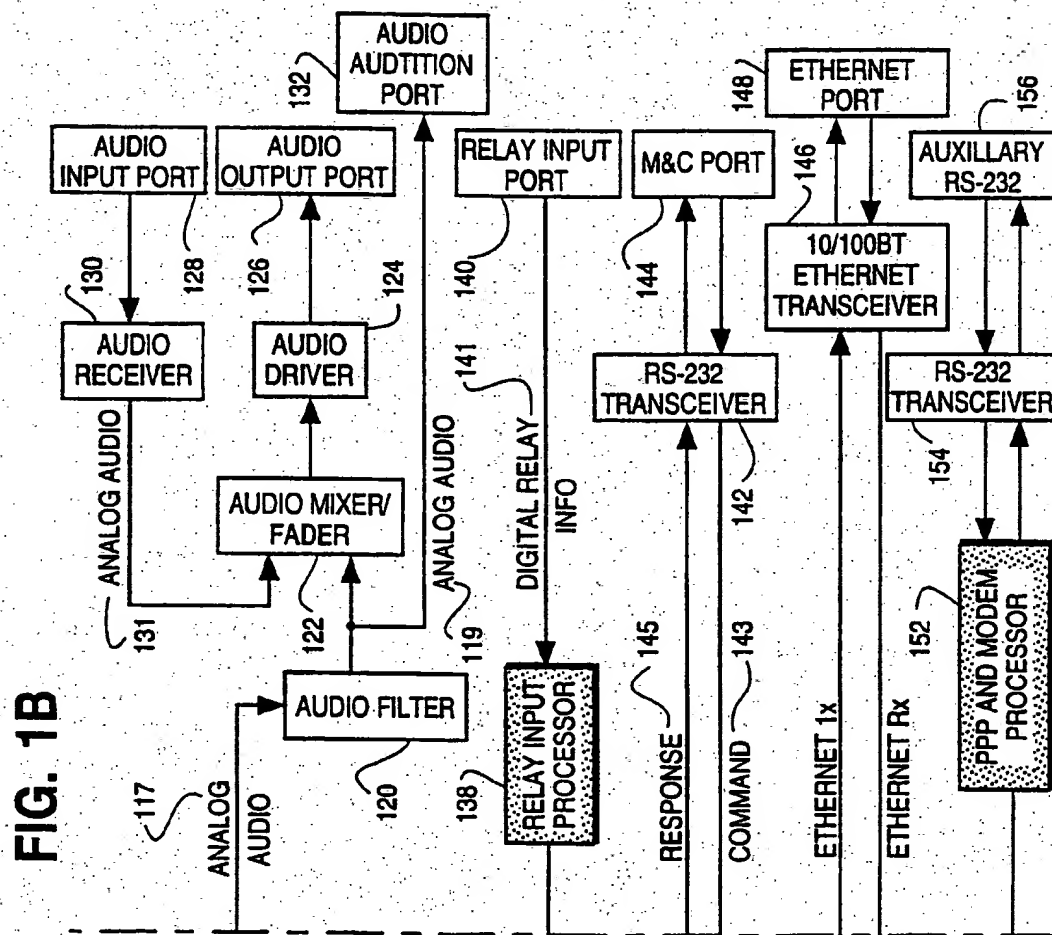 FIG. 1B
117
ANALOG
AUDIO
AUDIO FILTER
120
131
ANALOG AUDIO
AUDIO
RECEIVER
130
AUDIO
INPUT PORT
128
AUDIO MIXER/
FADER
122
AUDIO
DRIVER
124
AUDIO
OUTPUT PORT
126
AUDIO
AUDTITION
PORT
132
119
ANALOG AUDIO
RELAY INPUT
PROCESSOR
138
DIGITAL RELAY
INFO
141
RELAY INPUT
PORT
140
RESPONSE
145
COMMAND
143
RS-232
TRANSCEIVER
142
M&C PORT
144
ETHERNET 1x
ETHERNET Rx
10/100BT
ETHERNET
TRANSCEIVER
146
ETHERNET
PORT
148
PPP AND MODEM
PROCESSOR
152
RS-232
TRANSCEIVER
154
AUXILLARY
RS-232
156